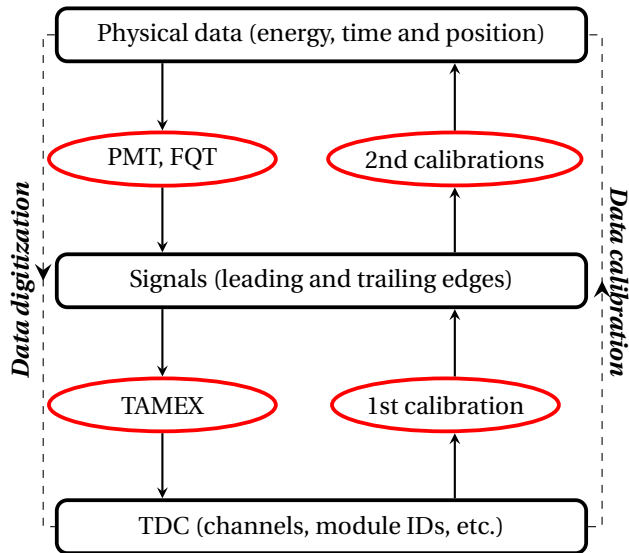 Physical data (energy, time and position)
PMT, FQT
2nd calibrations
Data digitization
Data calibration
Signals (leading and trailing edges)
TAMEX
1st calibration
TDC (channels, module IDs, etc.)